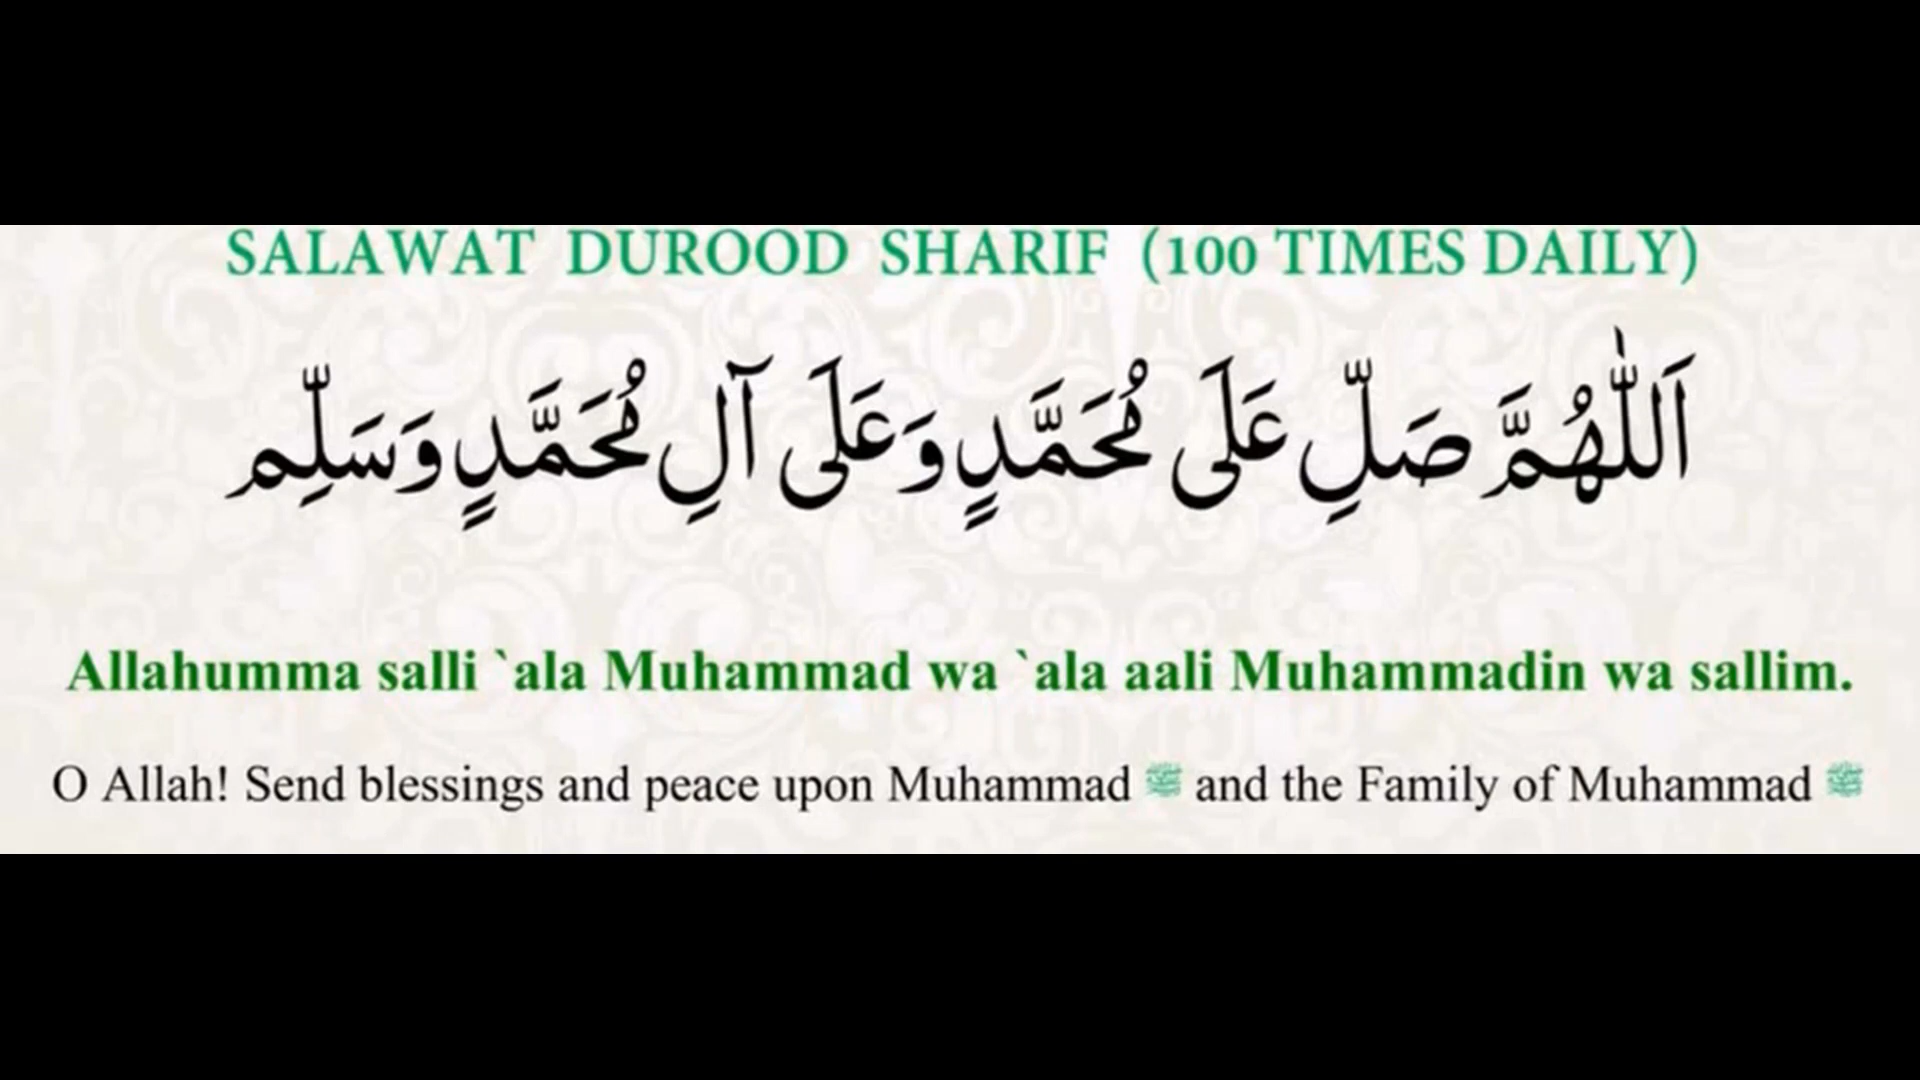 SALAWAT DUROOD SHARIF (100 TIMES DAILY)
اَللّٰهُمَّ صَلِّ عَلَى مُحَمَّدٍ وَعَلَى آلِ مُحَمَّدٍ وَسَلِّم
Allahumma salli `ala Muhammad wa `ala aali Muhammadin wa sallim.
O Allah! Send blessings and peace upon Muhammad ﷺ and the Family of Muhammad ﷺ